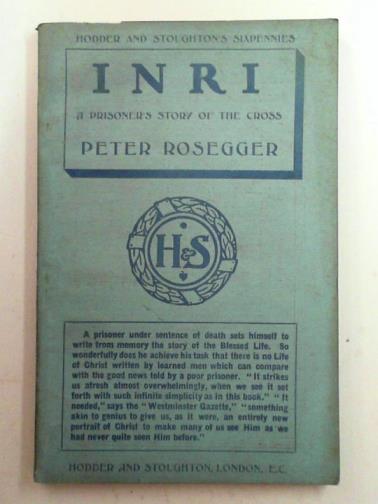 HODDER AND STOUGHTON'S SIXPENNIES
INRI
A PRISONER'S STORY OF THE CROSS
PETER ROSEGGER
H&S
A prisoner under sentence of death sets himself to
write from memory the story of the Blessed Life. So
wonderfully does he achieve his task that there is no Life
of Christ written by learned men which can compare
with the good news told by a poor prisoner. "It strikes
us afresh almost overwhelmingly, when we see it set
forth with such infinite simplicity as in this book." "It
needed," says the "Westminster Gazette," "something
skin to genius to give us, as it were, an entirely new
portrait of Christ to make many of us see Him as we
had never quite seen Him before."
HODDER AND STOUGHTON, LONDON, E.C.